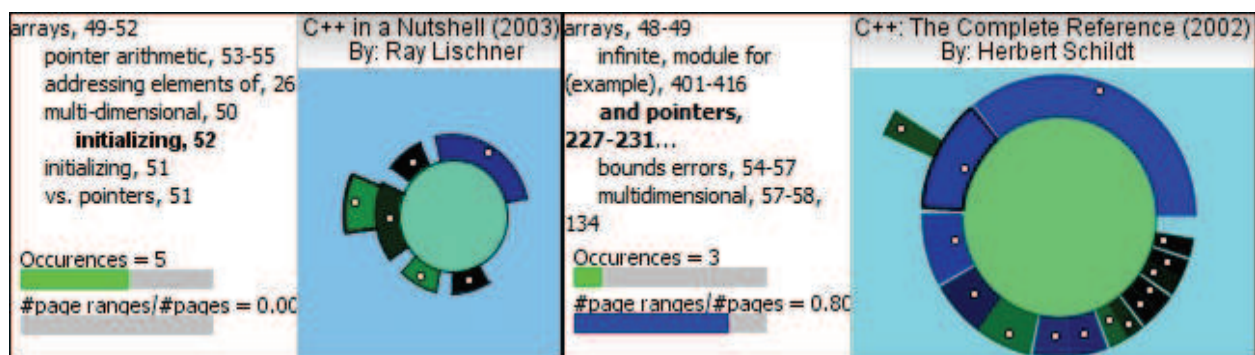 arrays, 49-52
pointer arithmetic, 53-55
addressing elements of, 26
multi-dimensional, 50
initializing, 52
initializing, 51
vs. pointers, 51
Occurences = 5
#page ranges/#pages = 0.00
C++ in a Nutshell (2003)
By: Ray Lischner
arrays, 48-49
infinite, module for
(example), 401-416
and pointers,
227-231...
bounds errors, 54-57
multidimensional, 57-58,
134
Occurences = 3
#page ranges/#pages = 0.80
C++: The Complete Reference (2002)
By: Herbert Schildt